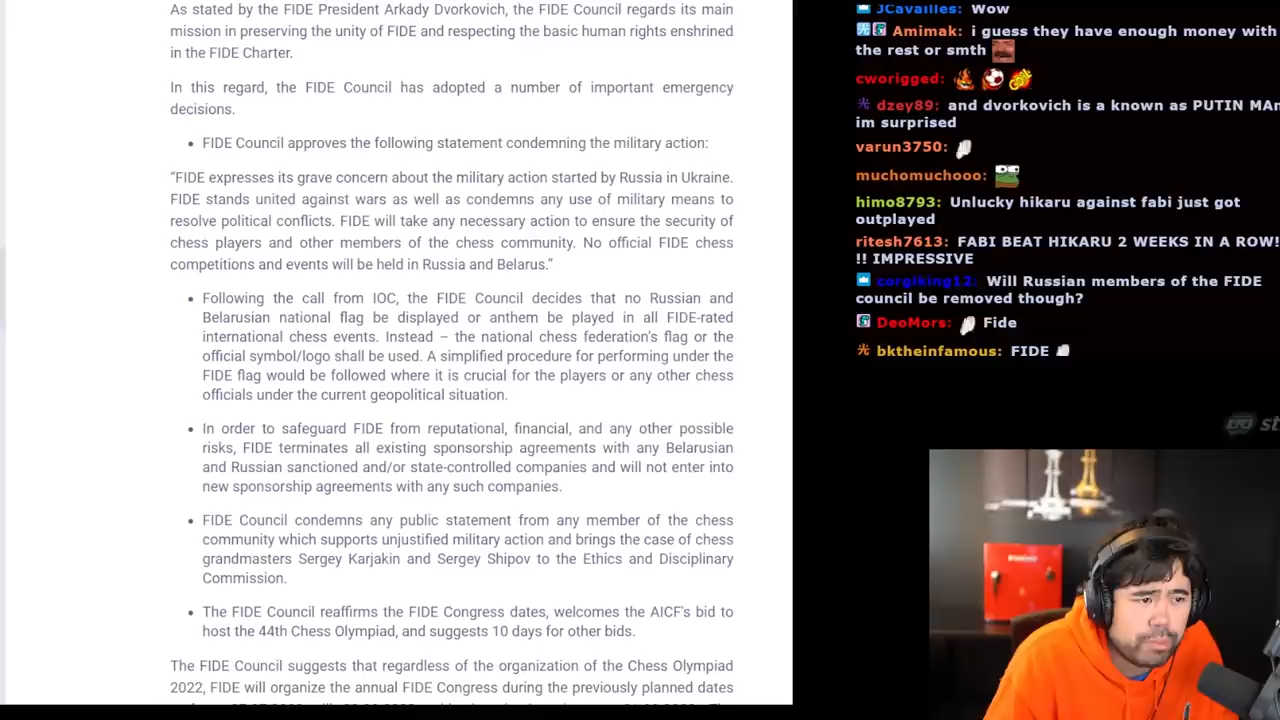 As stated by the FIDE President Arkady Dvorkovich, the FIDE Council regards its main
mission in preserving the unity of FIDE and respecting the basic human rights enshrined
in the FIDE Charter.
In this regard, the FIDE Council has adopted a number of important emergency
decisions.
• FIDE Council approves the following statement condemning the military action:
“FIDE expresses its grave concern about the military action started by Russia in Ukraine.
FIDE stands united against wars as well as condemns any use of military means to
resolve political conflicts. FIDE will take any necessary action to ensure the security of
chess players and other members of the chess community. No official FIDE chess
competitions and events will be held in Russia and Belarus.”
• Following the call from IOC, the FIDE Council decides that no Russian and
Belarusian national flag be displayed or anthem be played in all FIDE-rated
international chess events. Instead – the national chess federation’s flag or the
official symbol/logo shall be used. A simplified procedure for performing under the
FIDE flag would be followed where it is crucial for the players or any other chess
officials under the current geopolitical situation.
• In order to safeguard FIDE from reputational, financial, and any other possible
risks, FIDE terminates all existing sponsorship agreements with any Belarusian
and Russian sanctioned and/or state-controlled companies and will not enter into
new sponsorship agreements with any such companies.
• FIDE Council condemns any public statement from any member of the chess
community which supports unjustified military action and brings the case of chess
grandmasters Sergey Karjakin and Sergey Shipov to the Ethics and Disciplinary
Commission.
• The FIDE Council reaffirms the FIDE Congress dates, welcomes the AICF's bid to
host the 44th Chess Olympiad, and suggests 10 days for other bids.
The FIDE Council suggests that regardless of the organization of the Chess Olympiad
2022, FIDE will organize the annual FIDE Congress during the previously planned dates
JCavailles: Wow
Amimak: i guess they have enough money with
the rest or smth
cworigged:
dzey89: and dvorkovich is a known as PUTIN MAn
im surprised
varun3750:
muchomuchooo:
himo8793: Unlucky hikaru against fabi just got
outplayed
ritesh7613: FABI BEAT HIKARU 2 WEEKS IN A ROW!
!! IMPRESSIVE
corgiking12: Will Russian members of the FIDE
council be removed though?
DeoMors: Fide
bktheinfamous: FIDE
st